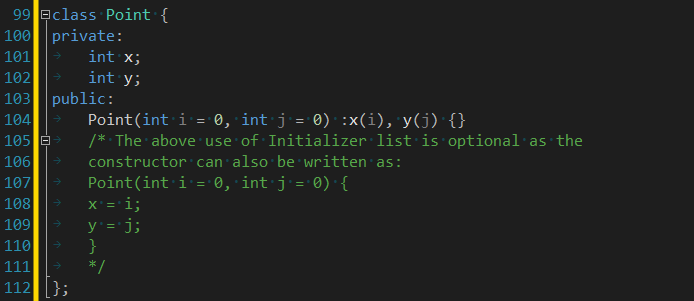 99 class Point {
100 private:
101 int x;
102 int y;
103 public:
104 Point(int i = 0, int j = 0) :x(i), y(j) {}
105 /* The above use of Initializer list is optional as the
106 constructor can also be written as:
107 Point(int i = 0, int j = 0) {
108 x = i;
109 y = j;
110 }
111 */
112 };